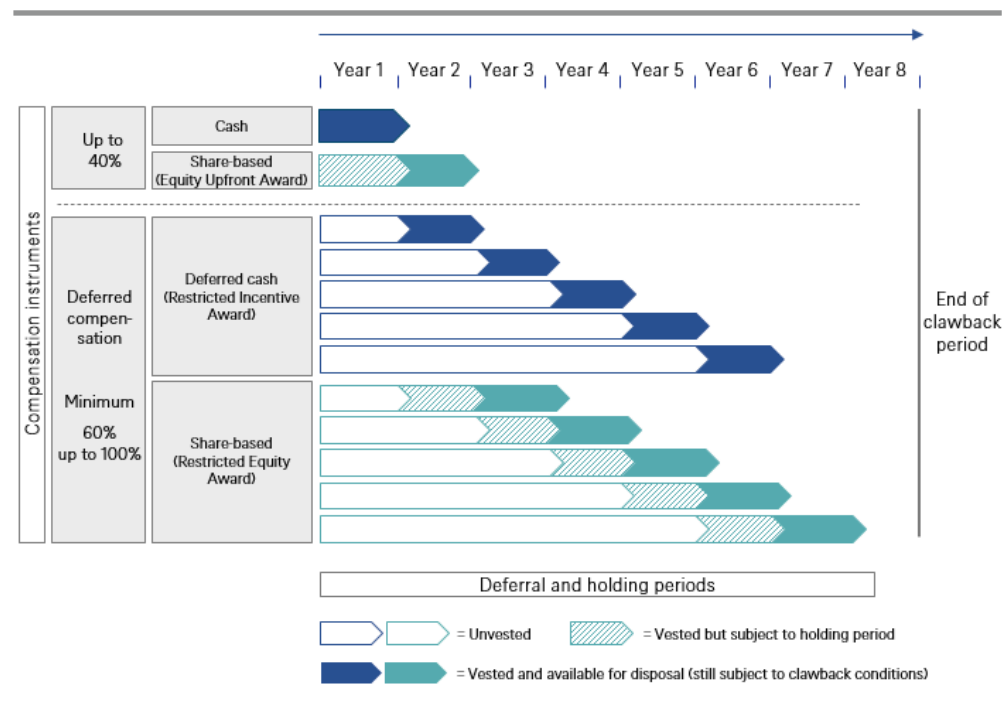 Year 1 Year 2 Year 3 Year 4 Year 5 Year 6 Year 7 Year 8
Compensation instruments
Up to
40%
Cash
Share-based
(Equity Upfront Award)
Deferred
compen-
sation
Minimum
60%
up to 100%
Deferred cash
(Restricted Incentive
Award)
Share-based
(Restricted Equity
Award)
End of
clawback
period
Deferral and holding periods
= Unvested
= Vested but subject to holding period
= Vested and available for disposal (still subject to clawback conditions)